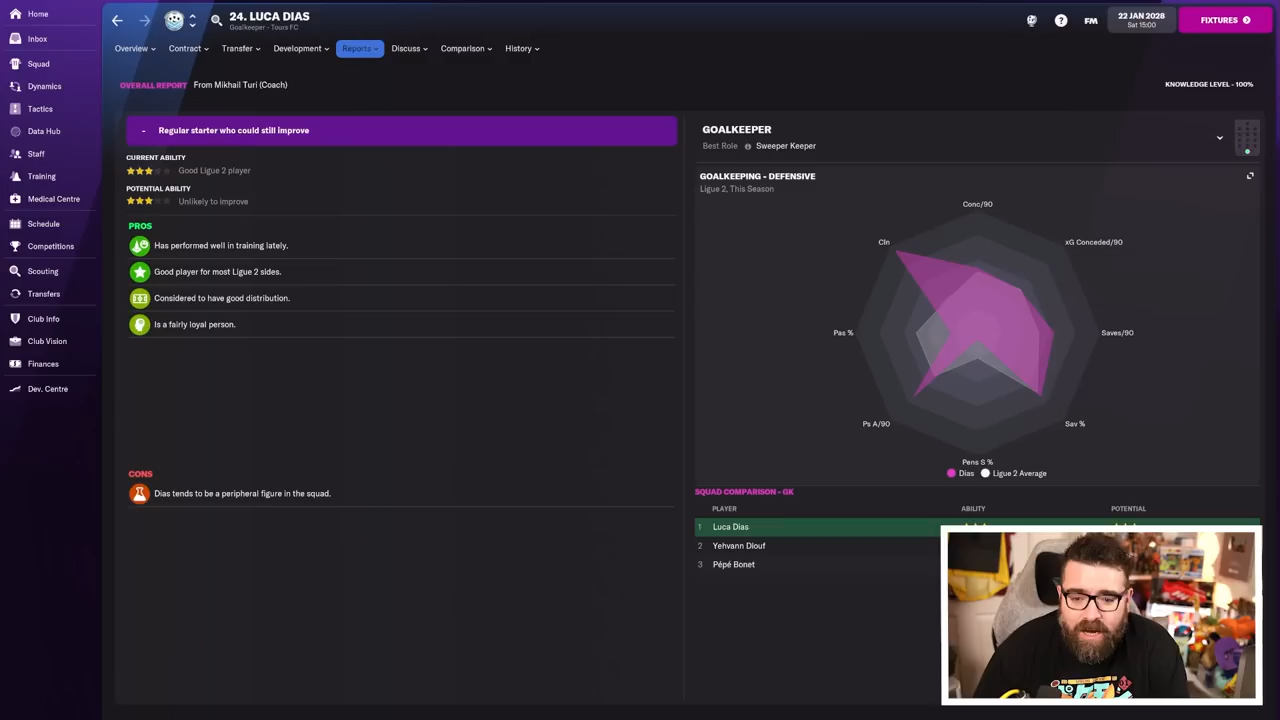 Home
Inbox
Squad
Dynamics
Tactics
Data Hub
Staff
Training
Medical Centre
Schedule
Competitions
Scouting
Transfers
Club Info
Club Vision
Finances
Dev. Centre
24. LUCA DIAS
Goalkeeper - Tours FC
FM
22 JAN 2028
Sat 15:00
FIXTURES
Overview
Contract
Transfer
Development
Reports
Discuss
Comparison
History
OVERALL REPORT From Mikhail Turi (Coach)
KNOWLEDGE LEVEL - 100%
- Regular starter who could still improve
CURRENT ABILITY
Good Ligue 2 player
POTENTIAL ABILITY
Unlikely to improve
PROS
Has performed well in training lately.
Good player for most Ligue 2 sides.
Considered to have good distribution.
Is a fairly loyal person.
CONS
Dias tends to be a peripheral figure in the squad.
GOALKEEPER
Best Role Sweeper Keeper
GOALKEEPING - DEFENSIVE
Ligue 2, This Season
Conc/90
Cln
xG Conceded/90
Pas %
Saves/90
Ps A/90
Sav %
Pens S %
Dias Ligue 2 Average
SQUAD COMPARISON - GK
PLAYER ABILITY POTENTIAL
1 Luca Dias
2 Yehvann Diouf
3 Pépé Bonet